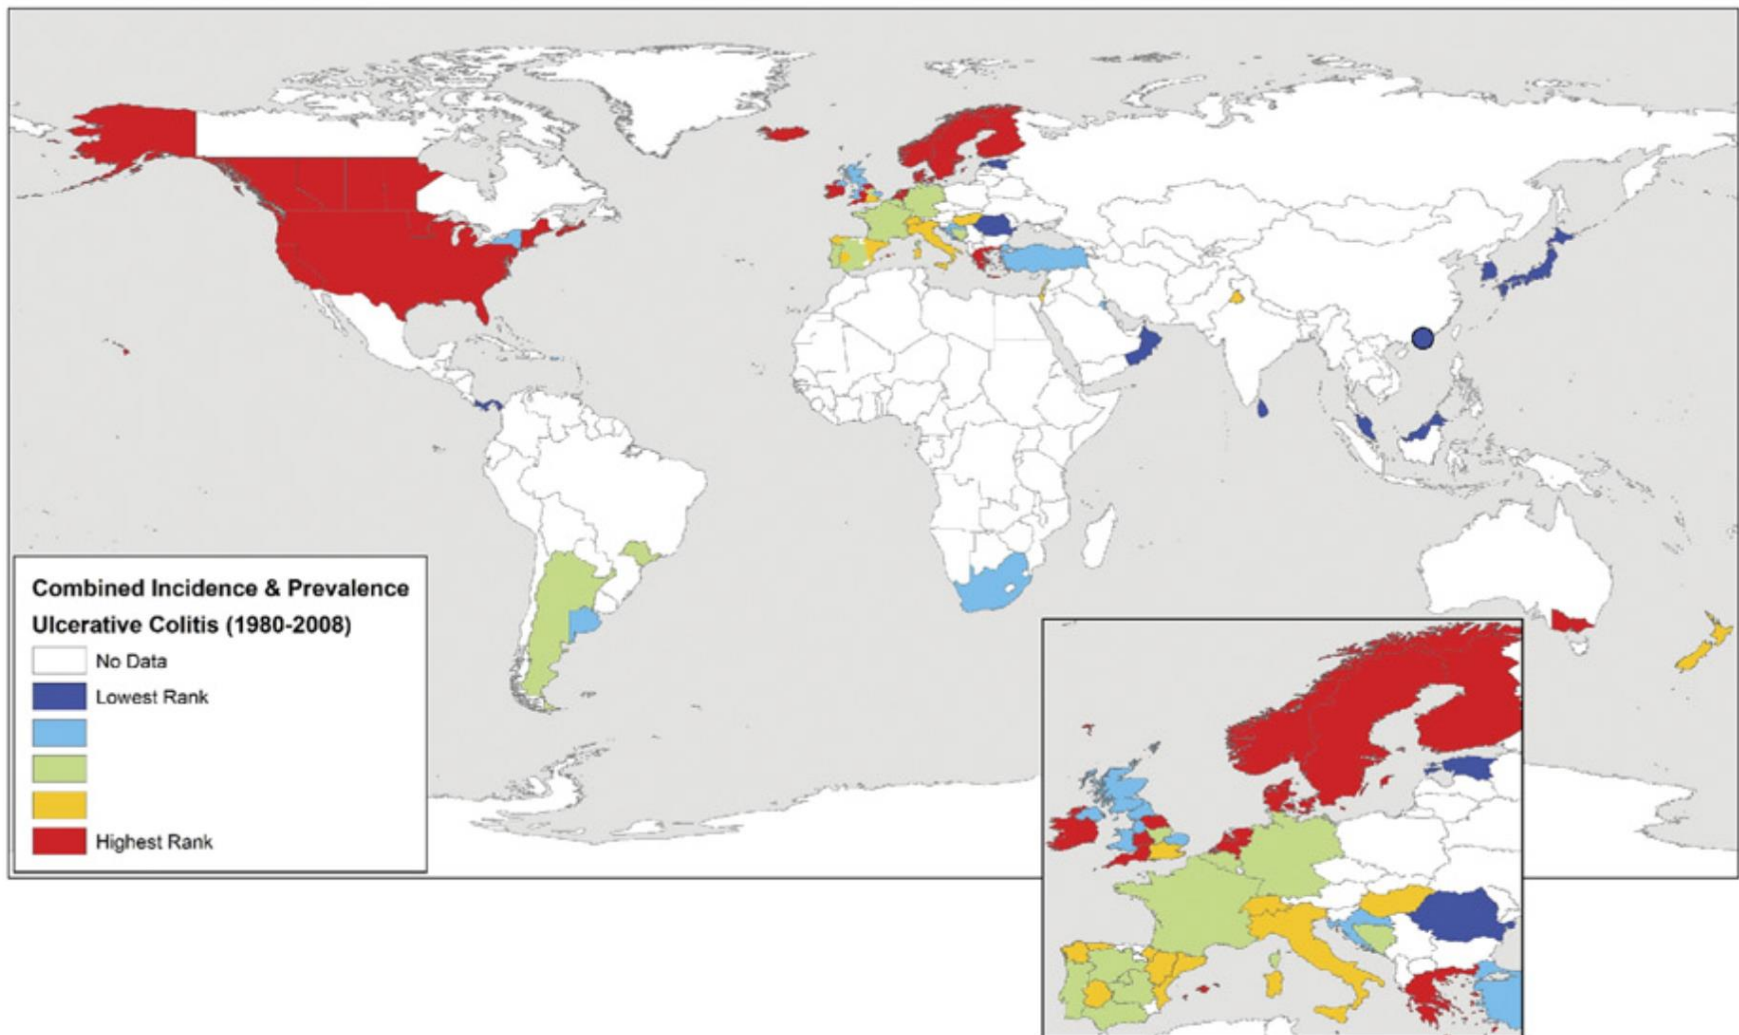 Combined Incidence & Prevalence
Ulcerative Colitis (1980-2008)
No Data
Lowest Rank
Highest Rank